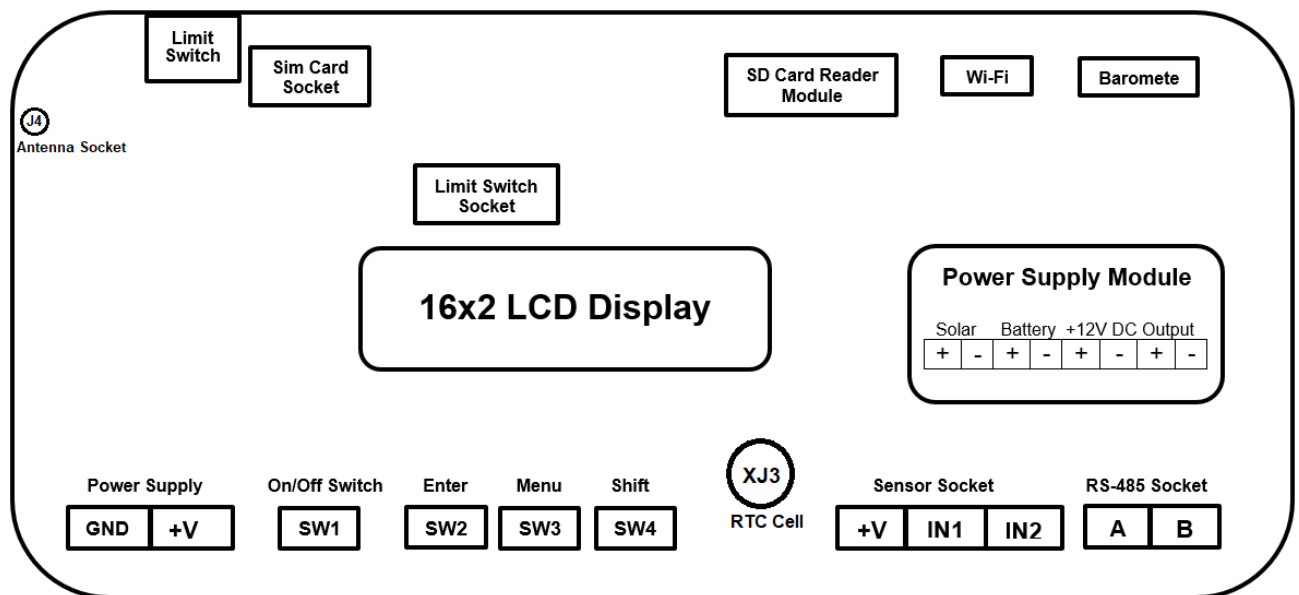 Limit
Switch
Sim Card
Socket
SD Card Reader
Module
Wi-Fi
Baromete
J4
Antenna Socket
Limit Switch
Socket
16x2 LCD Display
Power Supply Module
Solar Battery +12V DC Output
+ - + - + - + -
Power Supply
GND +V
On/Off Switch
SW1
Enter
SW2
Menu
SW3
Shift
SW4
XJ3
RTC Cell
Sensor Socket
+V IN1 IN2
RS-485 Socket
A B